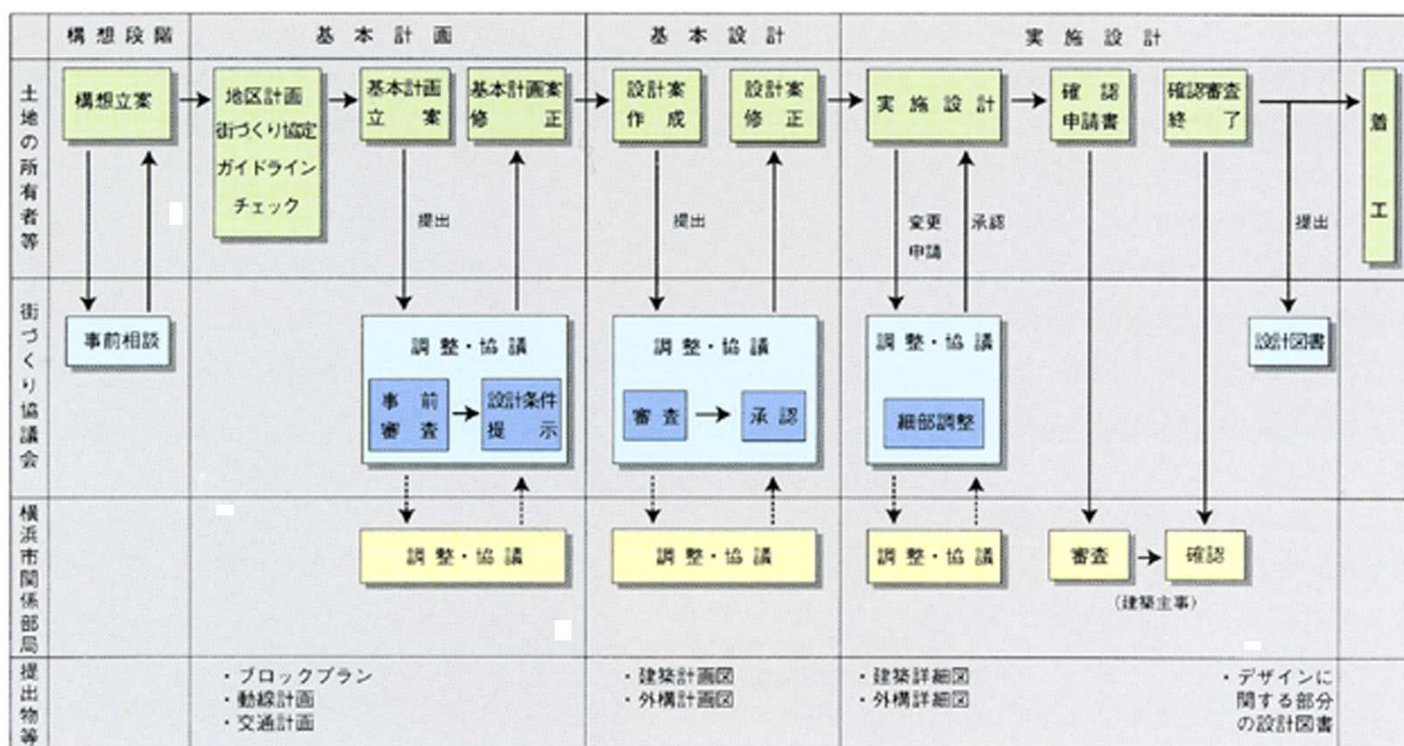 構想段階
基本計画
基本設計
実施設計
土地の所有者等
構想立案
地区計画
街づくり協定
ガイドライン
チェック
基本計画
立案
基本計画案
修正
設計案
作成
設計案
修正
実施設計
確認
申請書
確認審査
終了
着工
提出
提出
変更
申請
承認
提出
街づくり協議会
事前相談
調整・協議
事前
審査
設計条件
提示
調整・協議
審査
承認
調整・協議
細部調整
設計図書
横浜市関係部局
調整・協議
調整・協議
調整・協議
審査
確認
(建築主事)
提出物等
・ブロックプラン
・動線計画
・交通計画
・建築計画図
・外構計画図
・建築詳細図
・外構詳細図
・デザインに
関する部分
の設計図書